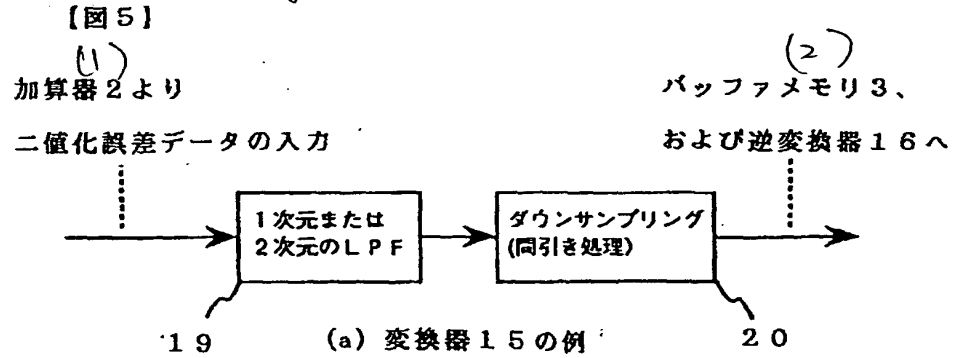 【図5】
(1)
加算器2より
二値化誤差データの入力
(2)
バッファメモリ3、
および逆変換器16へ
1次元または
2次元のLPF
ダウンサンプリング
(間引き処理)
19
(a) 変換器15の例
20